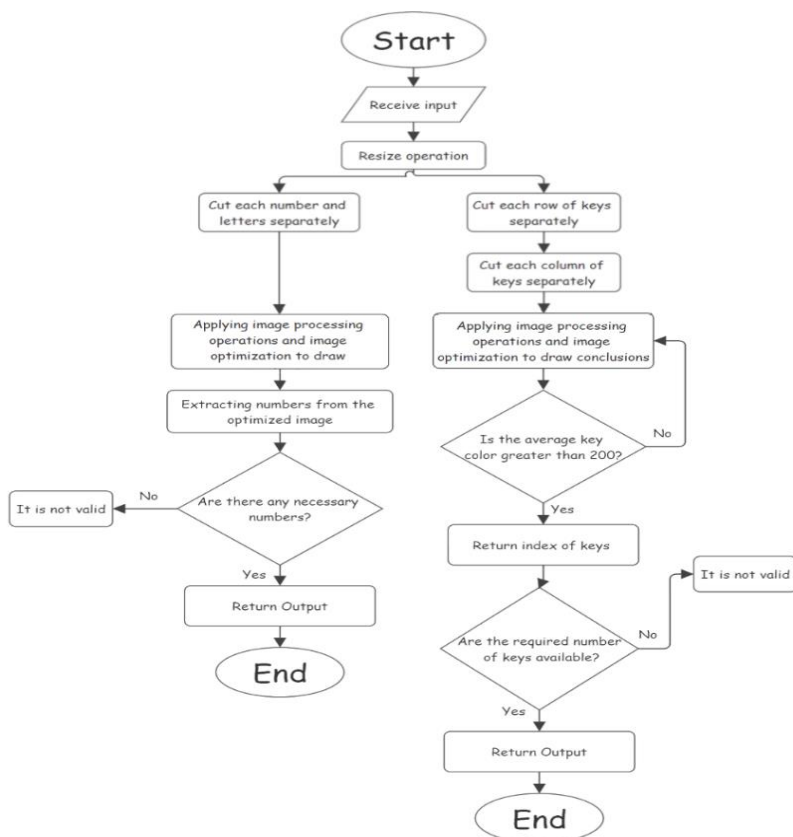 Start
Receive input
Resize operation
Cut each number and
letters separately
Cut each row of keys
separately
Cut each column of
keys separately
Applying image processing
operations and image
optimization to draw
Applying image processing
operations and image
optimization to draw conclusions
Extracting numbers from the
optimized image
Is the average key
color greater than 200?
No
Are there any necessary
numbers?
No
It is not valid
Yes
Yes
Return index of keys
It is not valid
Return Output
Are the required number
of keys available?
No
End
Yes
Return Output
End